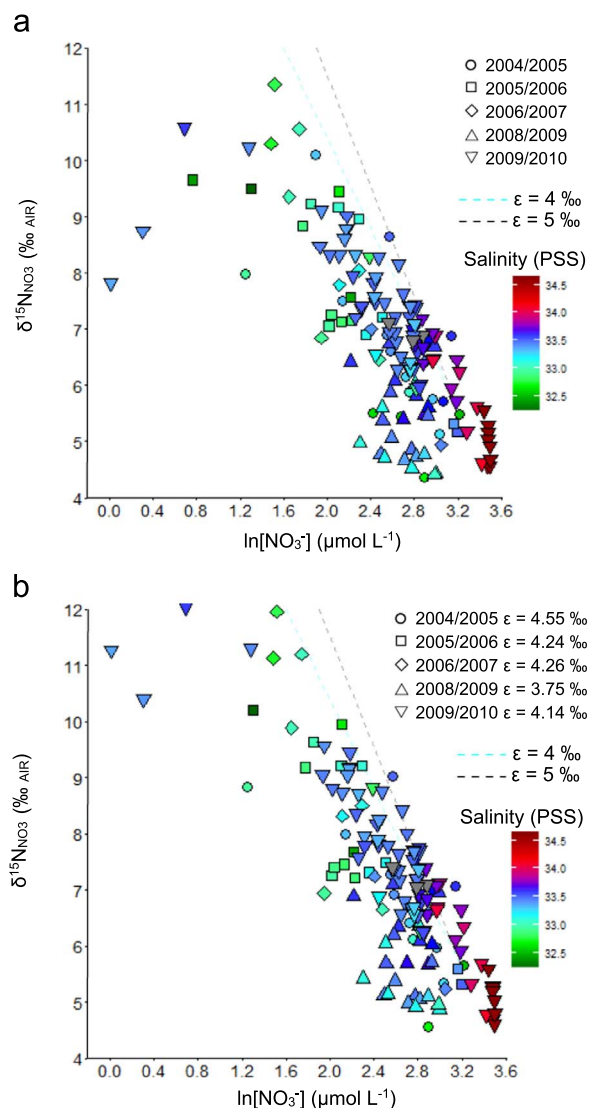 a
12
11
10
9
8
7
6
5
4
δ¹⁵N_NO3 (‰ AIR)
0.0 0.4 0.8 1.2 1.6 2.0 2.4 2.8 3.2 3.6
ln[NO₃⁻] (µmol L⁻¹)
2004/2005
2005/2006
2006/2007
2008/2009
2009/2010
ε = 4 ‰
ε = 5 ‰
Salinity (PSS)
34.5
34.0
33.5
33.0
32.5
b
12
11
10
9
8
7
6
5
4
δ¹⁵N_NO3 (‰ AIR)
0.0 0.4 0.8 1.2 1.6 2.0 2.4 2.8 3.2 3.6
ln[NO₃⁻] (µmol L⁻¹)
2004/2005 ε = 4.55 ‰
2005/2006 ε = 4.24 ‰
2006/2007 ε = 4.26 ‰
2008/2009 ε = 3.75 ‰
2009/2010 ε = 4.14 ‰
ε = 4 ‰
ε = 5 ‰
Salinity (PSS)
34.5
34.0
33.5
33.0
32.5